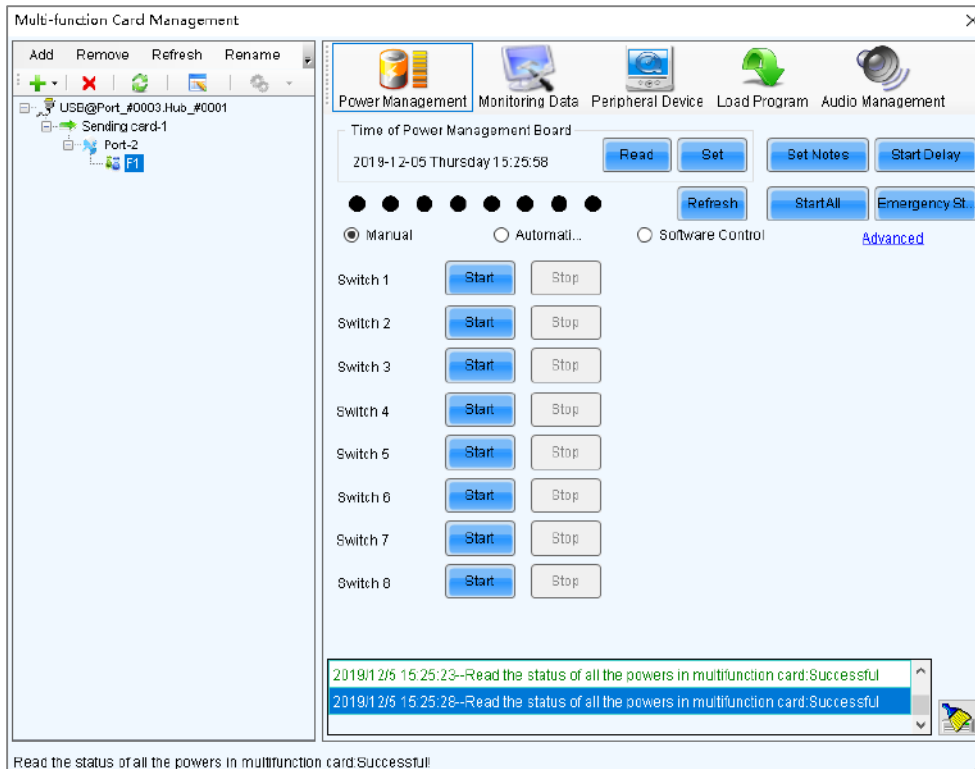 Multi-function Card Management
Add Remove Refresh Rename
USB@Port_#0003.Hub_#0001
Sending card-1
Port-2
F1
Power Management Monitoring Data Peripheral Device Load Program Audio Management
Time of Power Management Board
2019-12-05 Thursday 15:25:58 Read Set Set Notes Start Delay
Refresh Start All Emergency St...
Manual Automati... Software Control Advanced
Switch 1 Start Stop
Switch 2 Start Stop
Switch 3 Start Stop
Switch 4 Start Stop
Switch 5 Start Stop
Switch 6 Start Stop
Switch 7 Start Stop
Switch 8 Start Stop
2019/12/5 15:25:23--Read the status of all the powers in multifunction card:Successful
2019/12/5 15:25:28--Read the status of all the powers in multifunction card:Successful
Read the status of all the powers in multifunction card:Successful!